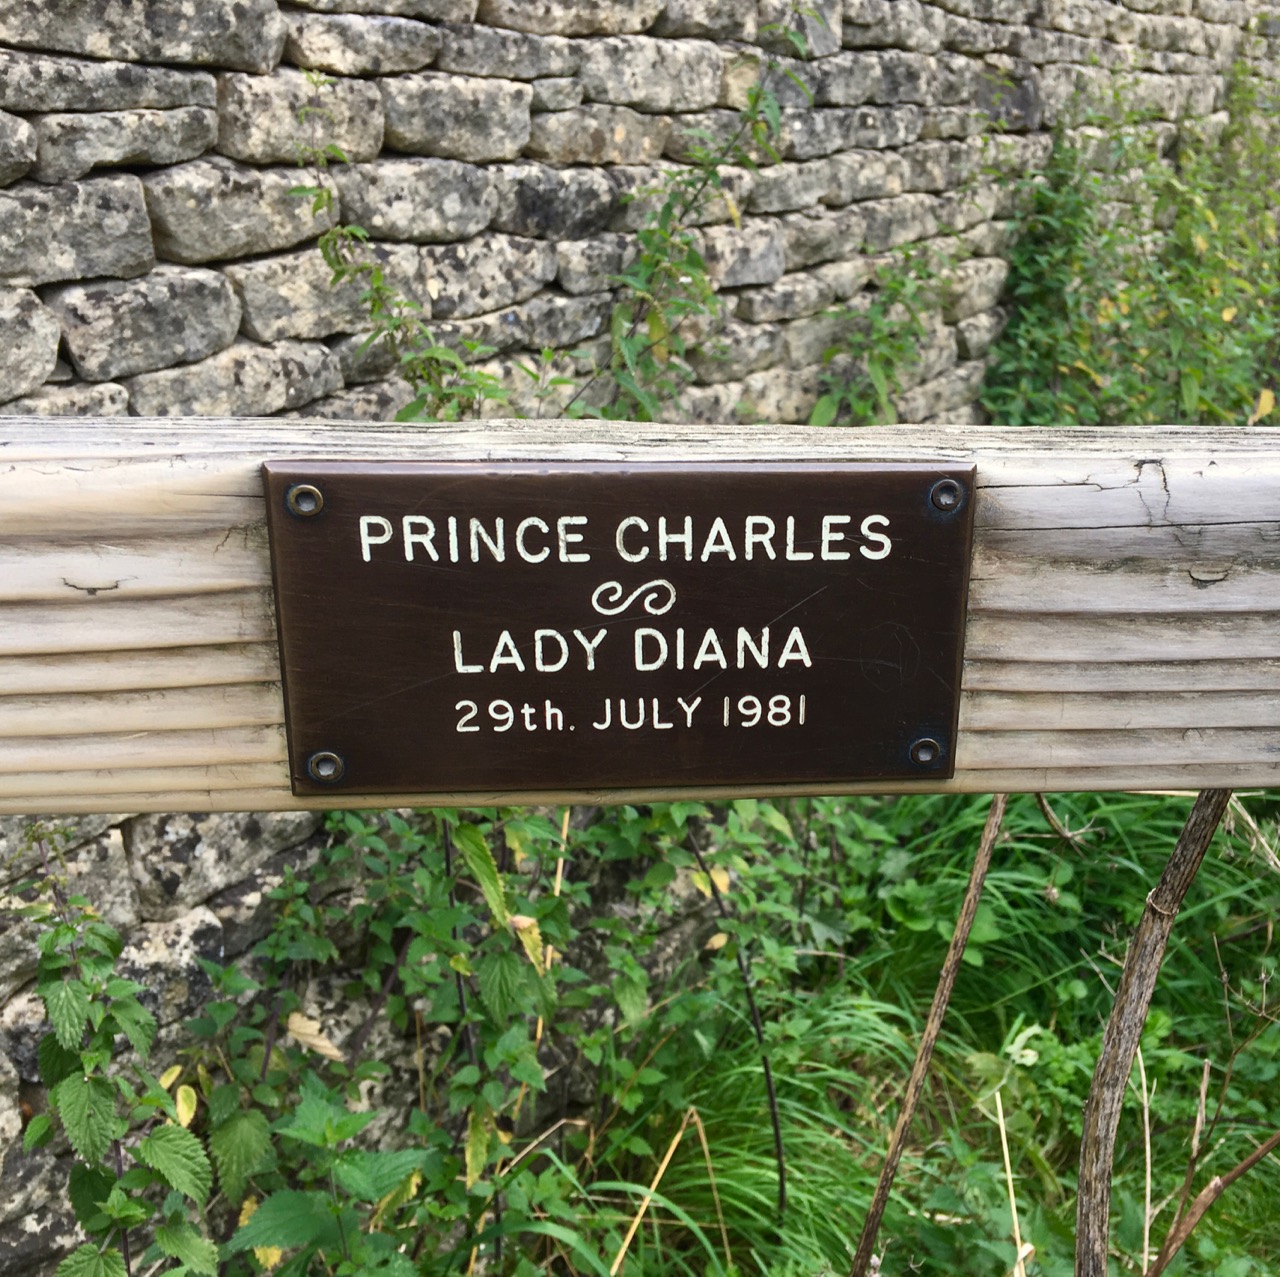 PRINCE CHARLES
LADY DIANA
29th. JULY 1981